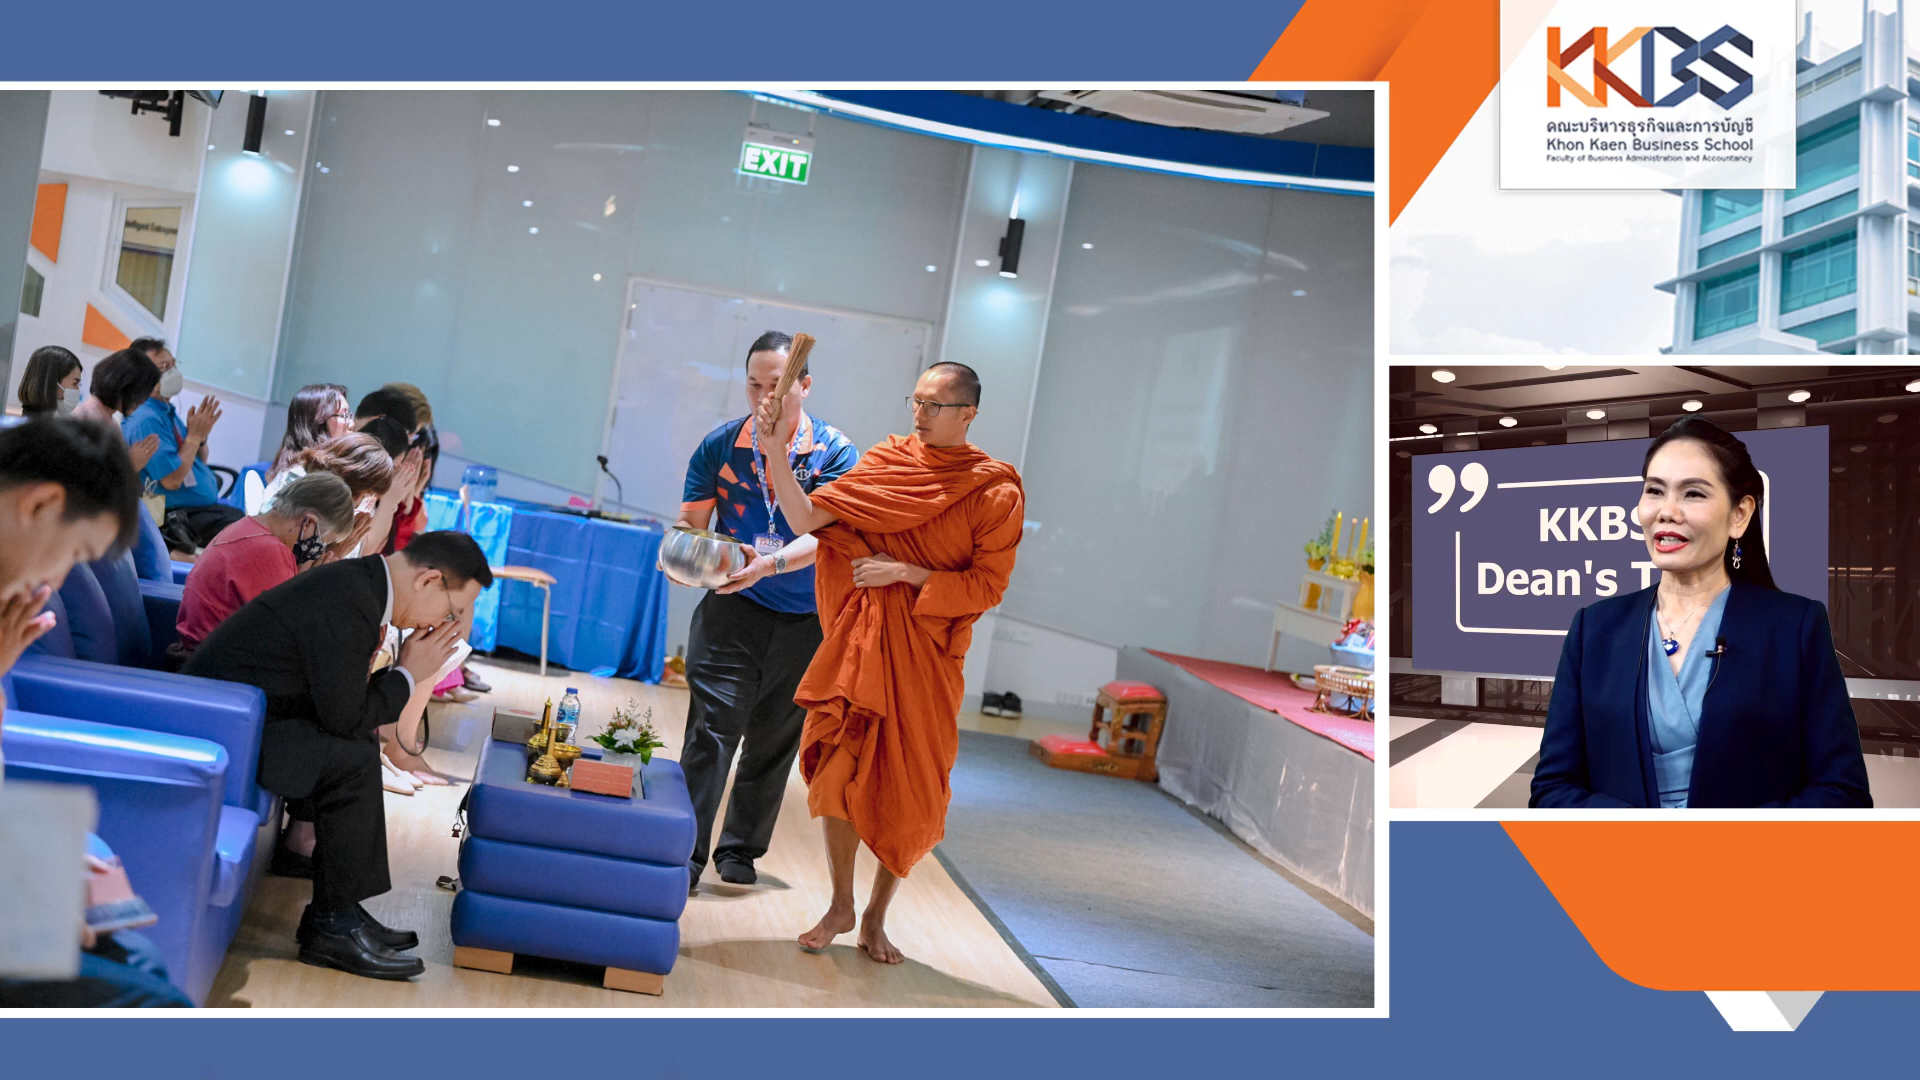 KKBS
คณะบริหารธุรกิจและการบัญชี
Khon Kaen Business School
Faculty of Business Administration and Accountancy
EXIT
KKBS
Dean's T